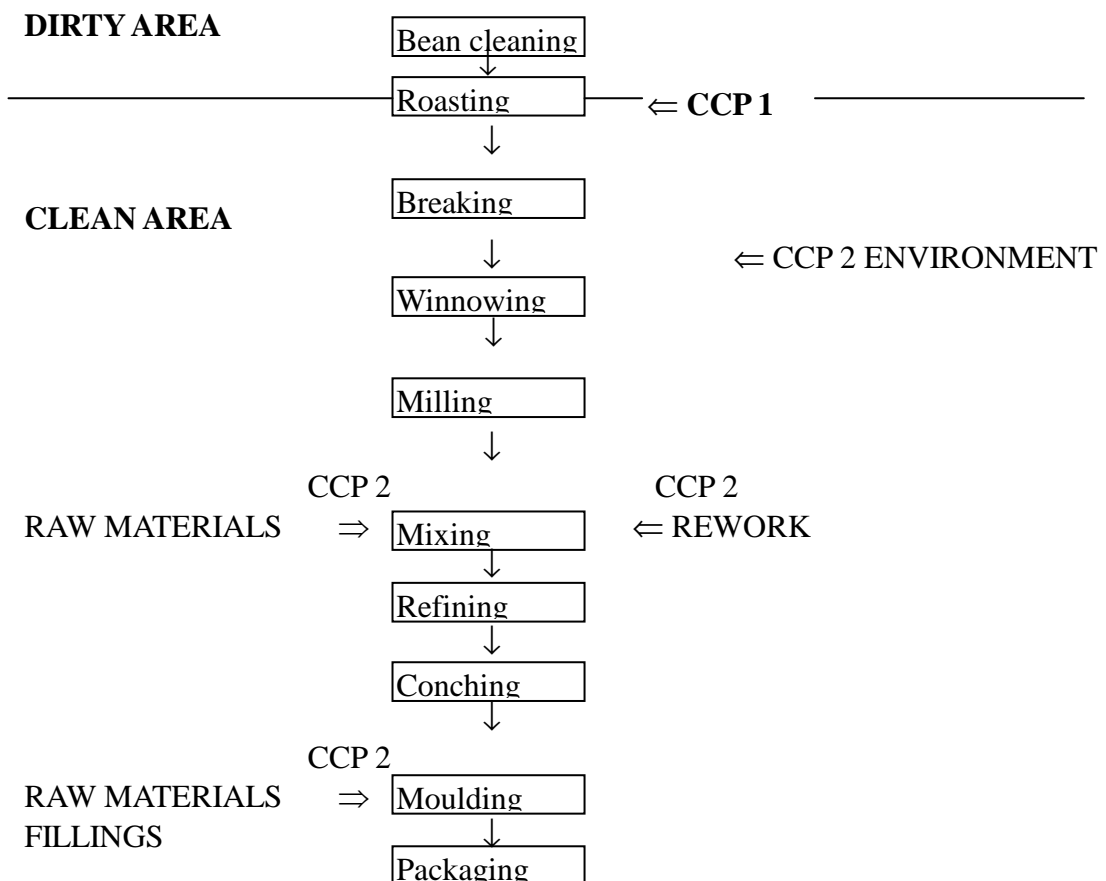 DIRTY AREA
Bean cleaning
↓
Roasting
⇐ CCP 1
↓
Breaking
CLEAN AREA
↓
⇐ CCP 2 ENVIRONMENT
Winnowing
↓
Milling
↓
CCP 2 CCP 2
RAW MATERIALS ⇒ Mixing ⇐ REWORK
↓
Refining
↓
Conching
↓
CCP 2
RAW MATERIALS ⇒ Moulding
FILLINGS
↓
Packaging